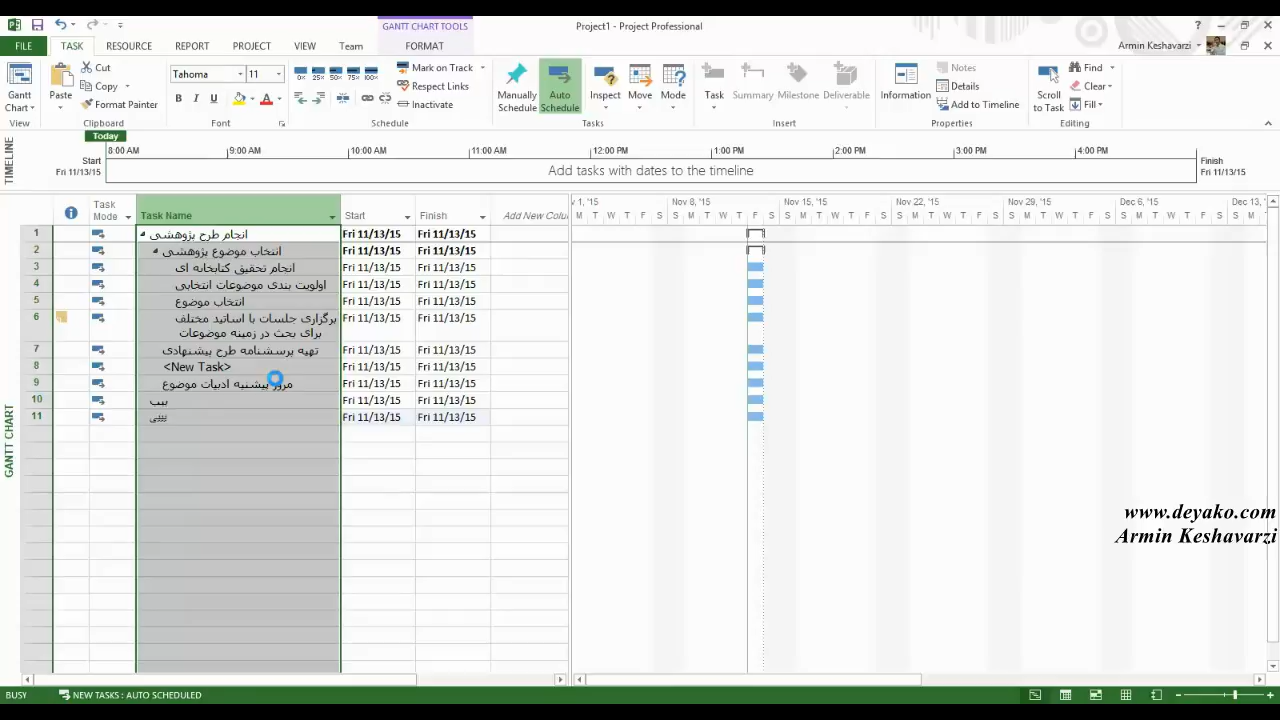 GANTT CHART TOOLS
Project1 - Project Professional
FILE TASK RESOURCE REPORT PROJECT VIEW Team FORMAT
Armin Keshavarzi
Gantt Chart
View
Paste
Cut
Copy
Format Painter
Clipboard
Tahoma 11
B I U A
Font
0% 25% 50% 75% 100%
Mark on Track
Respect Links
Inactivate
Schedule
Manually Schedule
Auto Schedule
Inspect
Move
Mode
Tasks
Task
Summary
Milestone
Deliverable
Insert
Information
Notes
Details
Add to Timeline
Properties
Scroll to Task
Find
Clear
Fill
Editing
TIMELINE
Today
8:00 AM 9:00 AM 10:00 AM 11:00 AM 12:00 PM 1:00 PM 2:00 PM 3:00 PM 4:00 PM
Start
Fri 11/13/15
Add tasks with dates to the timeline
Finish
Fri 11/13/15
GANTT CHART
Task Mode Task Name Start Finish Add New Colu
1, '15 Nov 8, '15 Nov 15, '15 Nov 22, '15 Nov 29, '15 Dec 6, '15 Dec 13,
M T W T F S S M T W T F S S M T W T F S S M T W T F S S M T W T F S S M T W T F S S M T
1 انجام طرح پژوهشی Fri 11/13/15 Fri 11/13/15
2 انتخاب موضوع پژوهشی Fri 11/13/15 Fri 11/13/15
3 انجام تحقیق کتابخانه ای Fri 11/13/15 Fri 11/13/15
4 اولویت بندی موضوعات انتخابی Fri 11/13/15 Fri 11/13/15
5 انتخاب موضوع Fri 11/13/15 Fri 11/13/15
6 برگزاری جلسات با اساتید مختلف Fri 11/13/15 Fri 11/13/15
برای بحث در زمینه موضوعات
7 تهیه پرسشنامه طرح پیشنهادی Fri 11/13/15 Fri 11/13/15
8 <New Task> Fri 11/13/15 Fri 11/13/15
9 مرور پیشنیه ادبیات موضوع Fri 11/13/15 Fri 11/13/15
10 Fri 11/13/15 Fri 11/13/15
11 Fri 11/13/15 Fri 11/13/15
www.deyako.com
Armin Keshavarzi
BUSY NEW TASKS : AUTO SCHEDULED